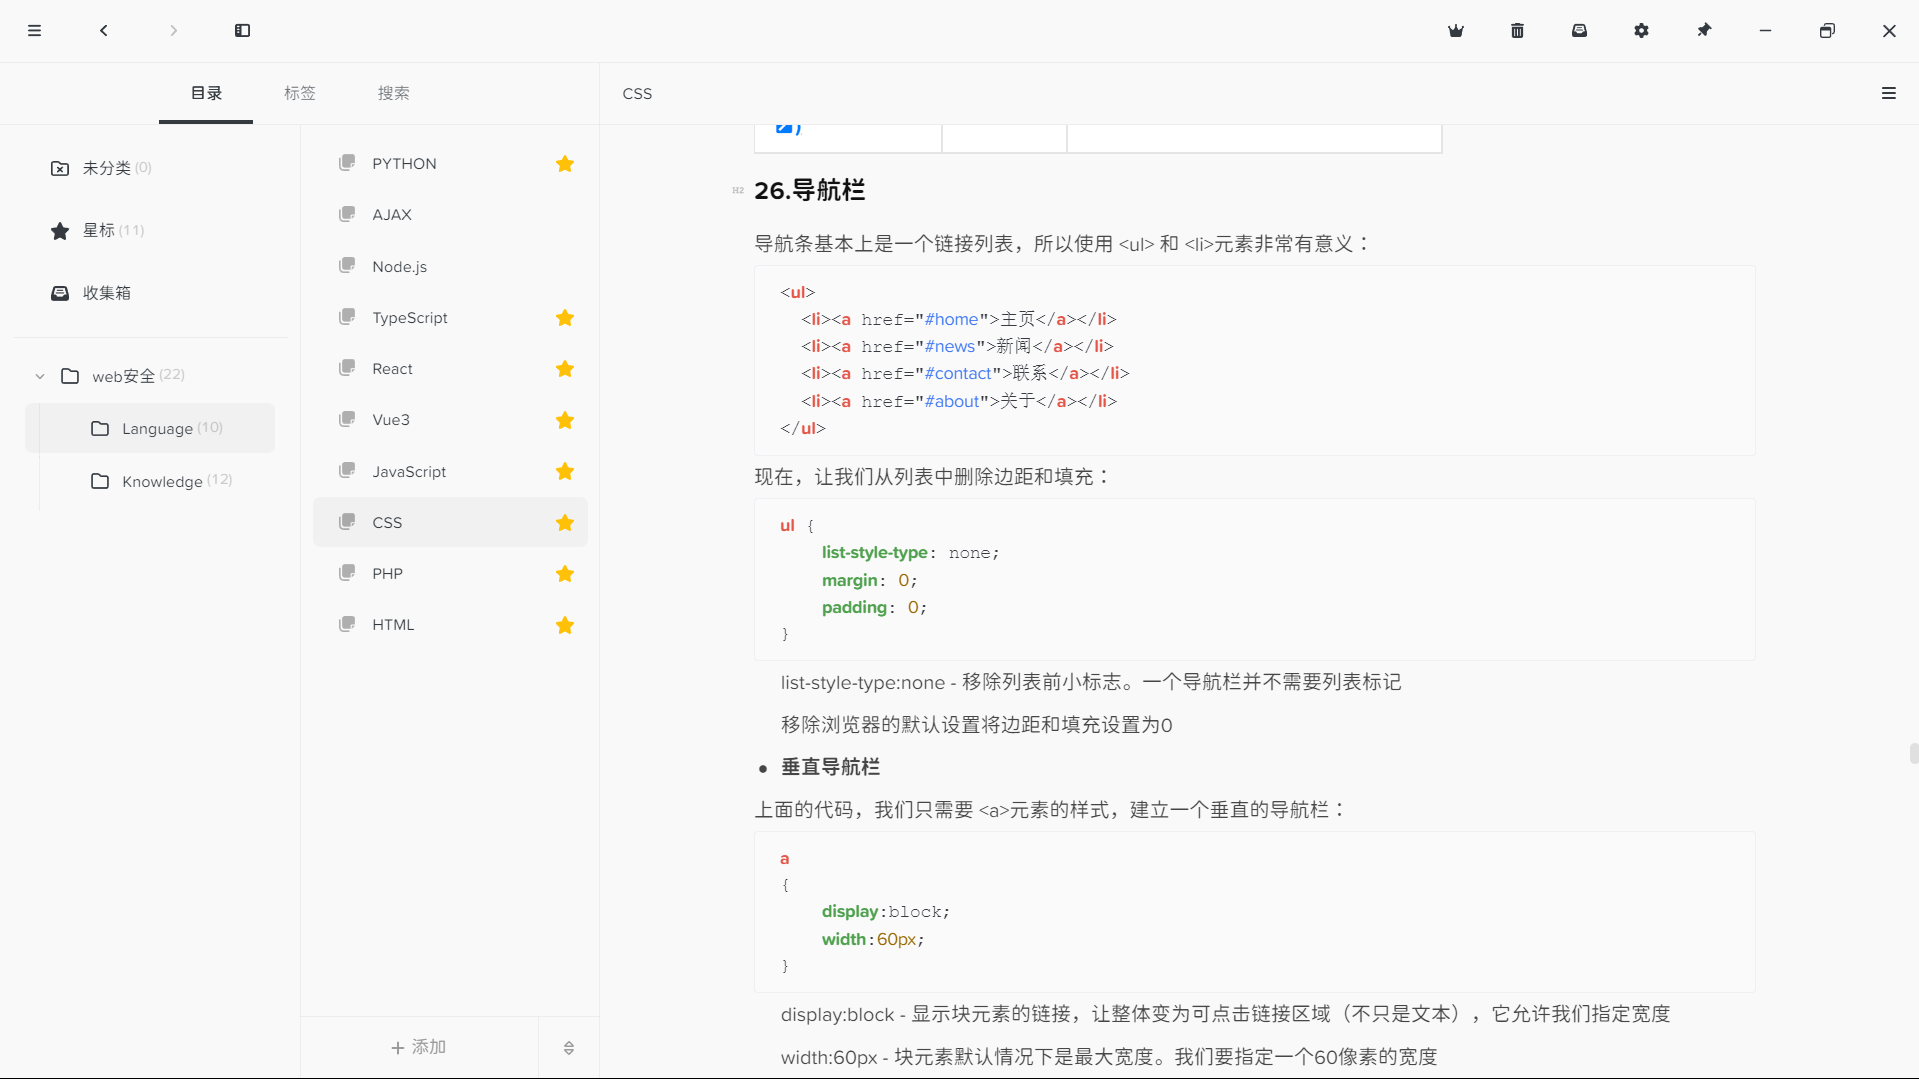 目录
标签
搜索
CSS
未分类 (0)
星标 (11)
收集箱
web安全 (22)
Language (10)
Knowledge (12)
PYTHON
AJAX
Node.js
TypeScript
React
Vue3
JavaScript
CSS
PHP
HTML
添加
)
H2 26.导航栏
导航条基本上是一个链接列表，所以使用 <ul> 和 <li>元素非常有意义：
<ul>
<li><a href="#home">主页</a></li>
<li><a href="#news">新闻</a></li>
<li><a href="#contact">联系</a></li>
<li><a href="#about">关于</a></li>
</ul>
现在，让我们从列表中删除边距和填充：
ul {
list-style-type: none;
margin: 0;
padding: 0;
}
list-style-type:none - 移除列表前小标志。一个导航栏并不需要列表标记
移除浏览器的默认设置将边距和填充设置为0
● 垂直导航栏
上面的代码，我们只需要 <a>元素的样式，建立一个垂直的导航栏：
a
{
display:block;
width:60px;
}
display:block - 显示块元素的链接，让整体变为可点击链接区域（不只是文本），它允许我们指定宽度
width:60px - 块元素默认情况下是最大宽度。我们要指定一个60像素的宽度